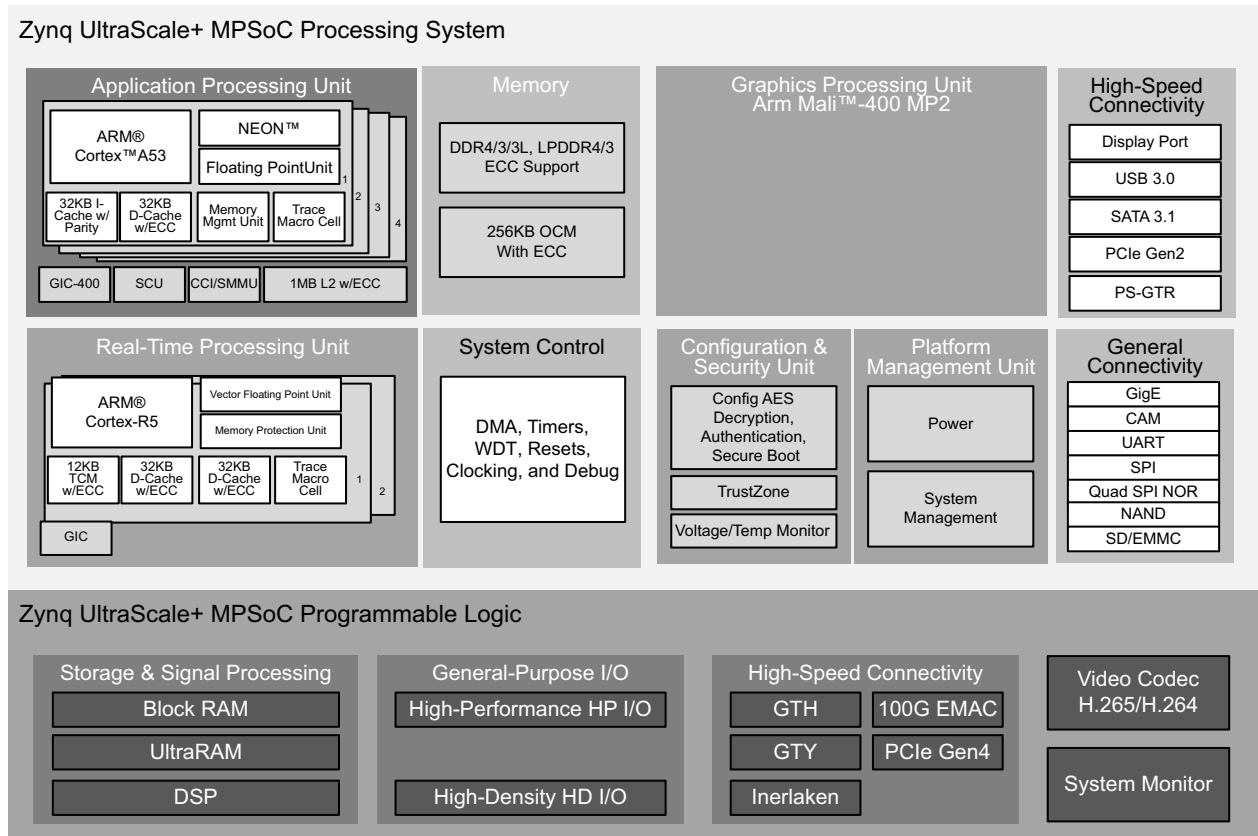 Zynq UltraScale+ MPSoC Processing System
Application Processing Unit
ARM®
Cortex™A53
NEON™
Floating PointUnit
1
2
3
4
32KB I-
Cache w/
Parity
32KB
D-Cache
w/ECC
Memory
Mgmt Unit
Trace
Macro Cell
GIC-400
SCU
CCI/SMMU
1MB L2 w/ECC
Memory
DDR4/3/3L, LPDDR4/3
ECC Support
256KB OCM
With ECC
Graphics Processing Unit
Arm Mali™-400 MP2
High-Speed
Connectivity
Display Port
USB 3.0
SATA 3.1
PCIe Gen2
PS-GTR
Real-Time Processing Unit
ARM®
Cortex-R5
Vector Floating Point Unit
Memory Protection Unit
12KB
TCM
w/ECC
32KB
D-Cache
w/ECC
32KB
D-Cache
w/ECC
Trace
Macro
Cell
1
2
GIC
System Control
DMA, Timers,
WDT, Resets,
Clocking, and Debug
Configuration &
Security Unit
Config AES
Decryption,
Authentication,
Secure Boot
TrustZone
Voltage/Temp Monitor
Platform
Management Unit
Power
System
Management
General
Connectivity
GigE
CAM
UART
SPI
Quad SPI NOR
NAND
SD/EMMC
Zynq UltraScale+ MPSoC Programmable Logic
Storage & Signal Processing
Block RAM
UltraRAM
DSP
General-Purpose I/O
High-Performance HP I/O
High-Density HD I/O
High-Speed Connectivity
GTH
100G EMAC
GTY
PCIe Gen4
Inerlaken
Video Codec
H.265/H.264
System Monitor